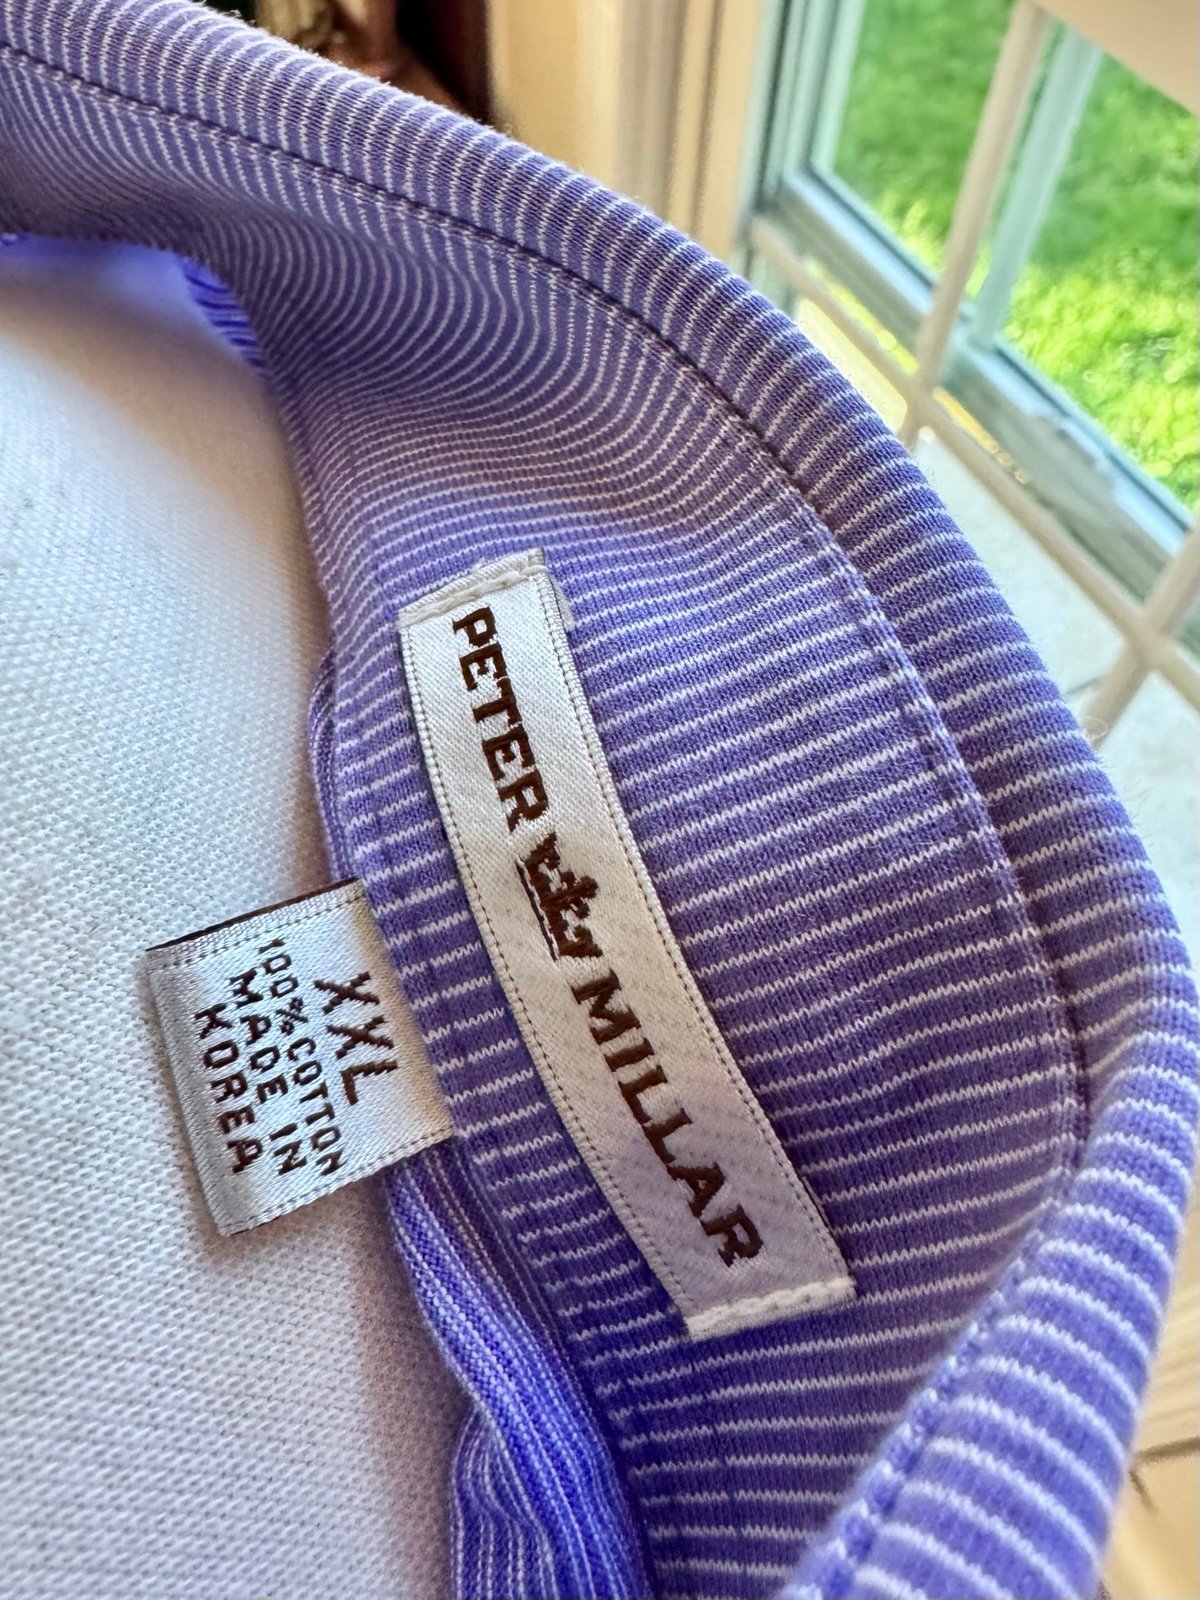 PETER MILLAR
XXL
100% COTTON
MADE IN
KOREA